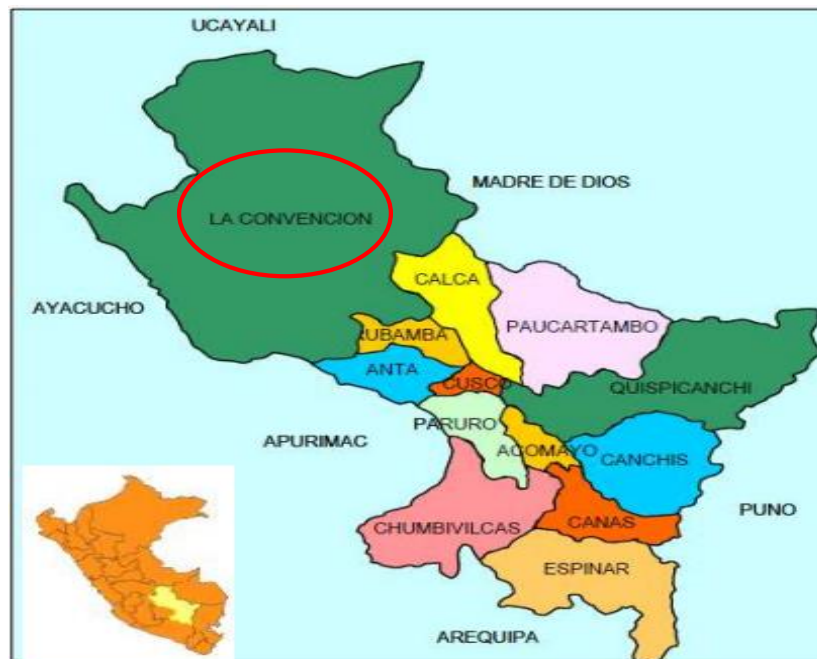 UCAYALI
MADRE DE DIOS
LA CONVENCION
CALCA
AYACUCHO
PAUCARTAMBO
RUBAMBA
ANTA
CUSCO
QUISPICANCHI
PARURO
APURIMAC
ACOMAYO
CANCHIS
PUNO
CHUMBIVILCAS
CANAS
ESPINAR
AREQUIPA